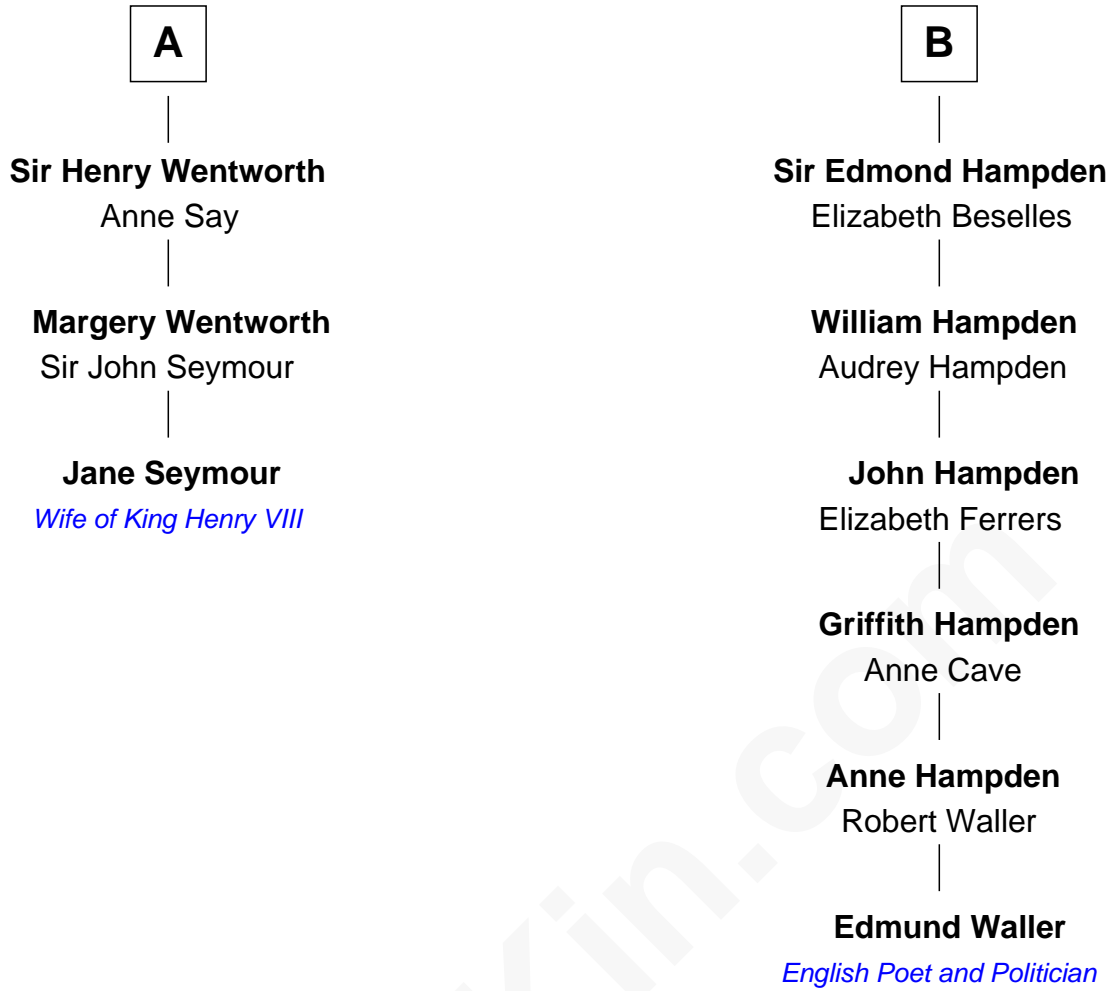 A
Sir Henry Wentworth
Anne Say
Margery Wentworth
Sir John Seymour
Jane Seymour
Wife of King Henry VIII
B
Sir Edmond Hampden
Elizabeth Beselles
William Hampden
Audrey Hampden
John Hampden
Elizabeth Ferrers
Griffith Hampden
Anne Cave
Anne Hampden
Robert Waller
Edmund Waller
English Poet and Politician
Kin.com